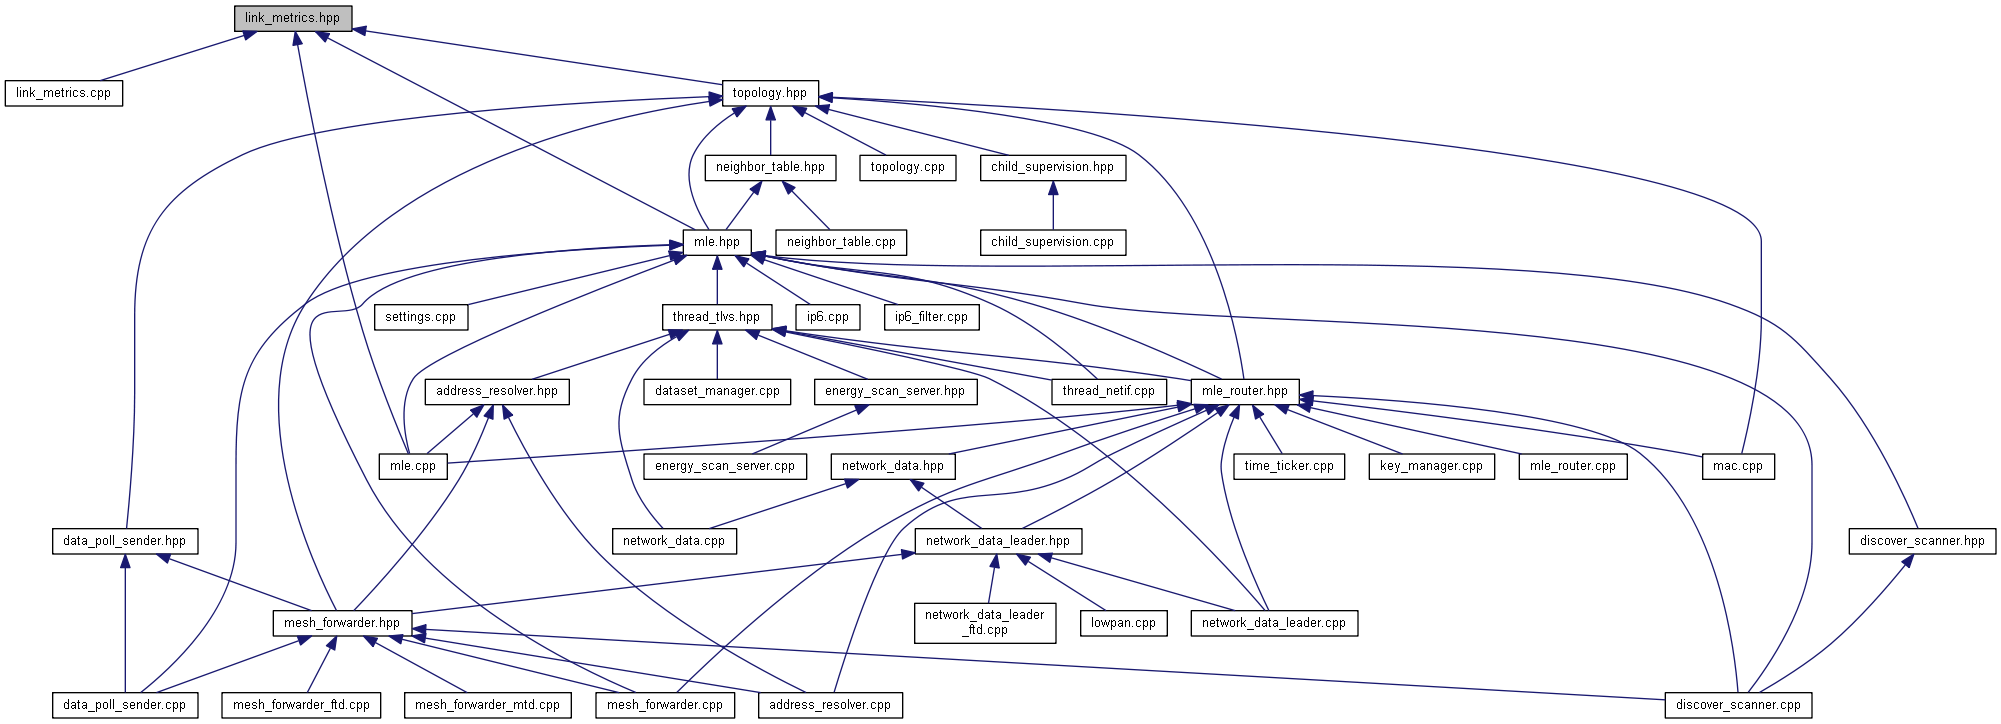 link_metrics.hpp
link_metrics.cpp
topology.hpp
neighbor_table.hpp
topology.cpp
child_supervision.hpp
mle.hpp
neighbor_table.cpp
child_supervision.cpp
settings.cpp
thread_tlvs.hpp
ip6.cpp
ip6_filter.cpp
address_resolver.hpp
dataset_manager.cpp
energy_scan_server.hpp
thread_netif.cpp
mle_router.hpp
mle.cpp
energy_scan_server.cpp
network_data.hpp
time_ticker.cpp
key_manager.cpp
mle_router.cpp
mac.cpp
data_poll_sender.hpp
network_data.cpp
network_data_leader.hpp
discover_scanner.hpp
mesh_forwarder.hpp
network_data_leader
_ftd.cpp
lowpan.cpp
network_data_leader.cpp
data_poll_sender.cpp
mesh_forwarder_ftd.cpp
mesh_forwarder_mtd.cpp
mesh_forwarder.cpp
address_resolver.cpp
discover_scanner.cpp